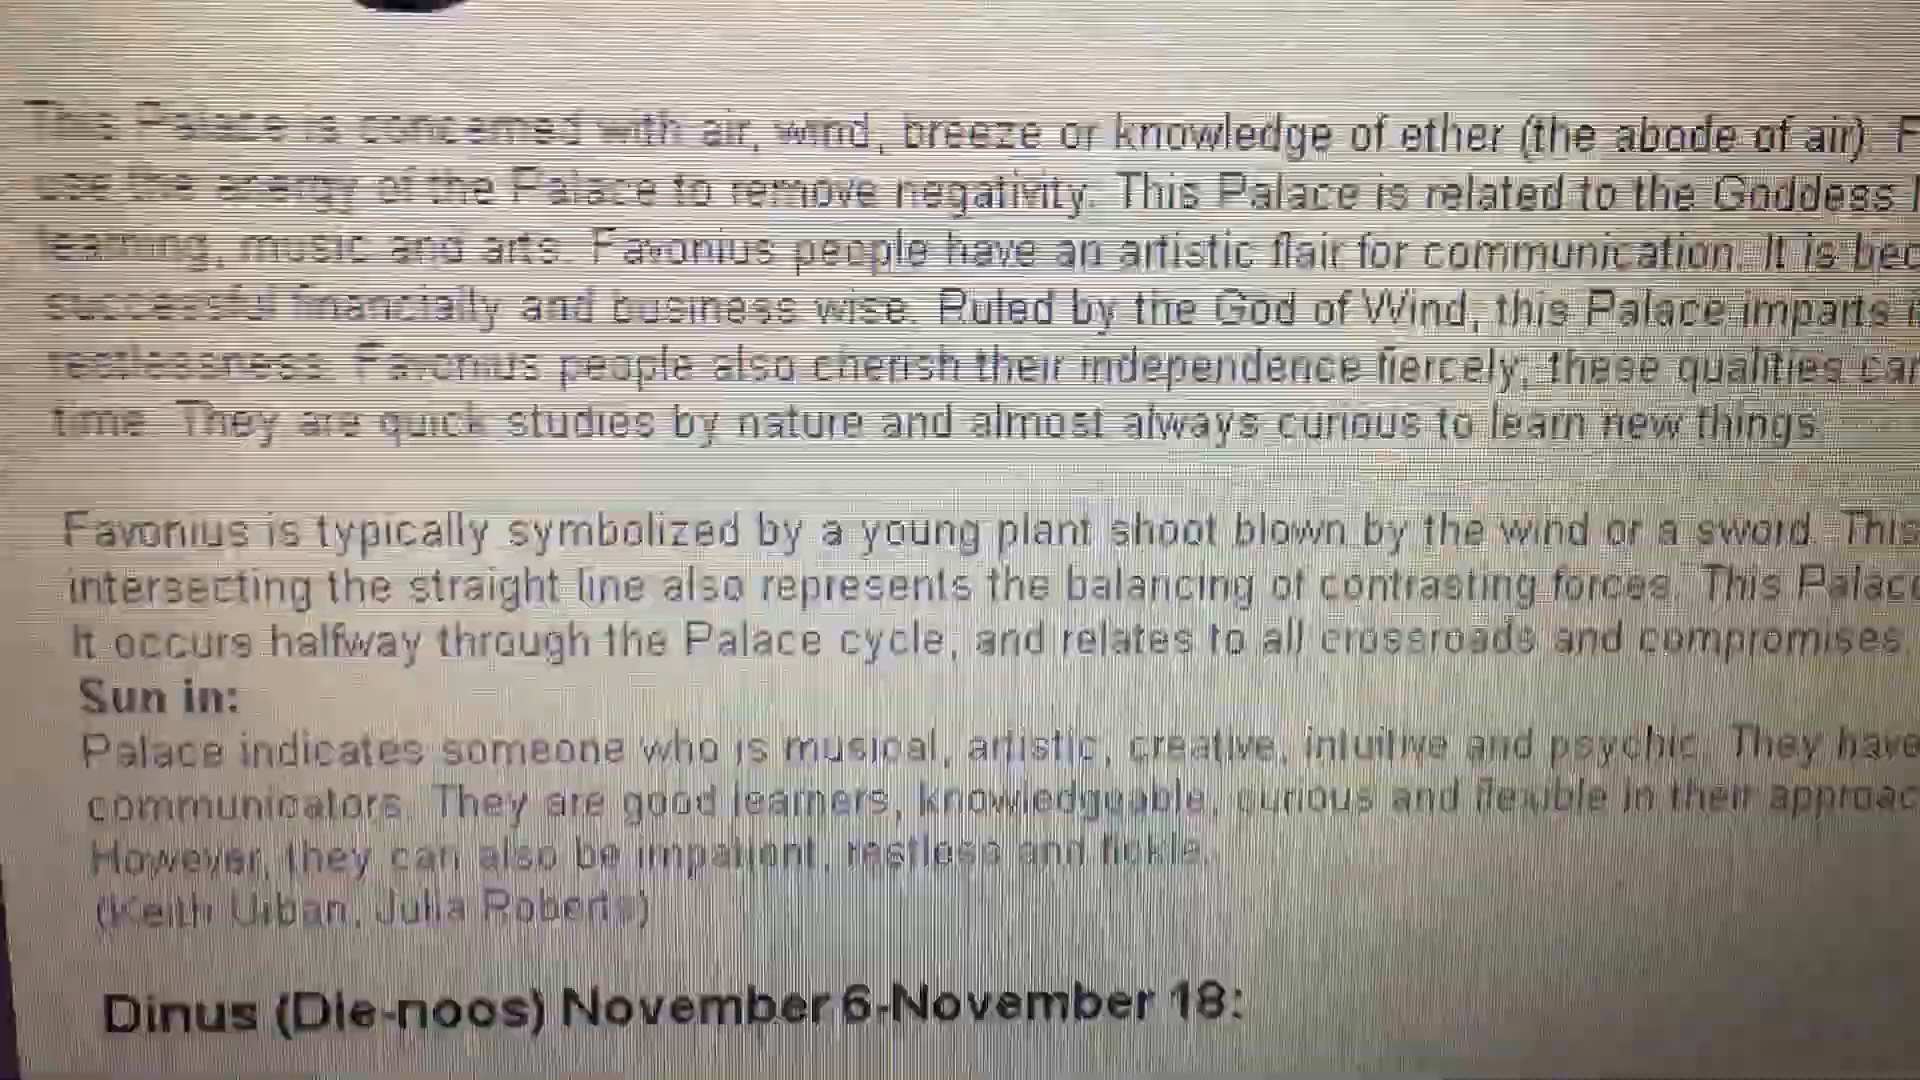 This Palace is concerned with air, wind, breeze or knowledge of ether (the abode of air). F
use the energy of the Palace to remove negativity. This Palace is related to the Goddess
learning, music and arts. Favonius people have an artistic flair for communication. It is bec
successful financially and business wise. Ruled by the God of Wind, this Palace imparts
restlessness. Favonius people also cherish their independence fiercely; these qualities can
time. They are quick studies by nature and almost always curious to learn new things.
Favonius is typically symbolized by a young plant shoot blown by the wind or a sword. This
intersecting the straight line also represents the balancing of contrasting forces. This Palac
It occurs halfway through the Palace cycle, and relates to all crossroads and compromises.
Sun in:
Palace indicates someone who is musical, artistic, creative, intuitive and psychic. They have
communicators. They are good learners, knowledgeable, curious and flexible in their approac
However, they can also be impatient, restless and fickle.
(Keith Urban, Julia Roberts)
Dinus (Die-noos) November 6-November 18: